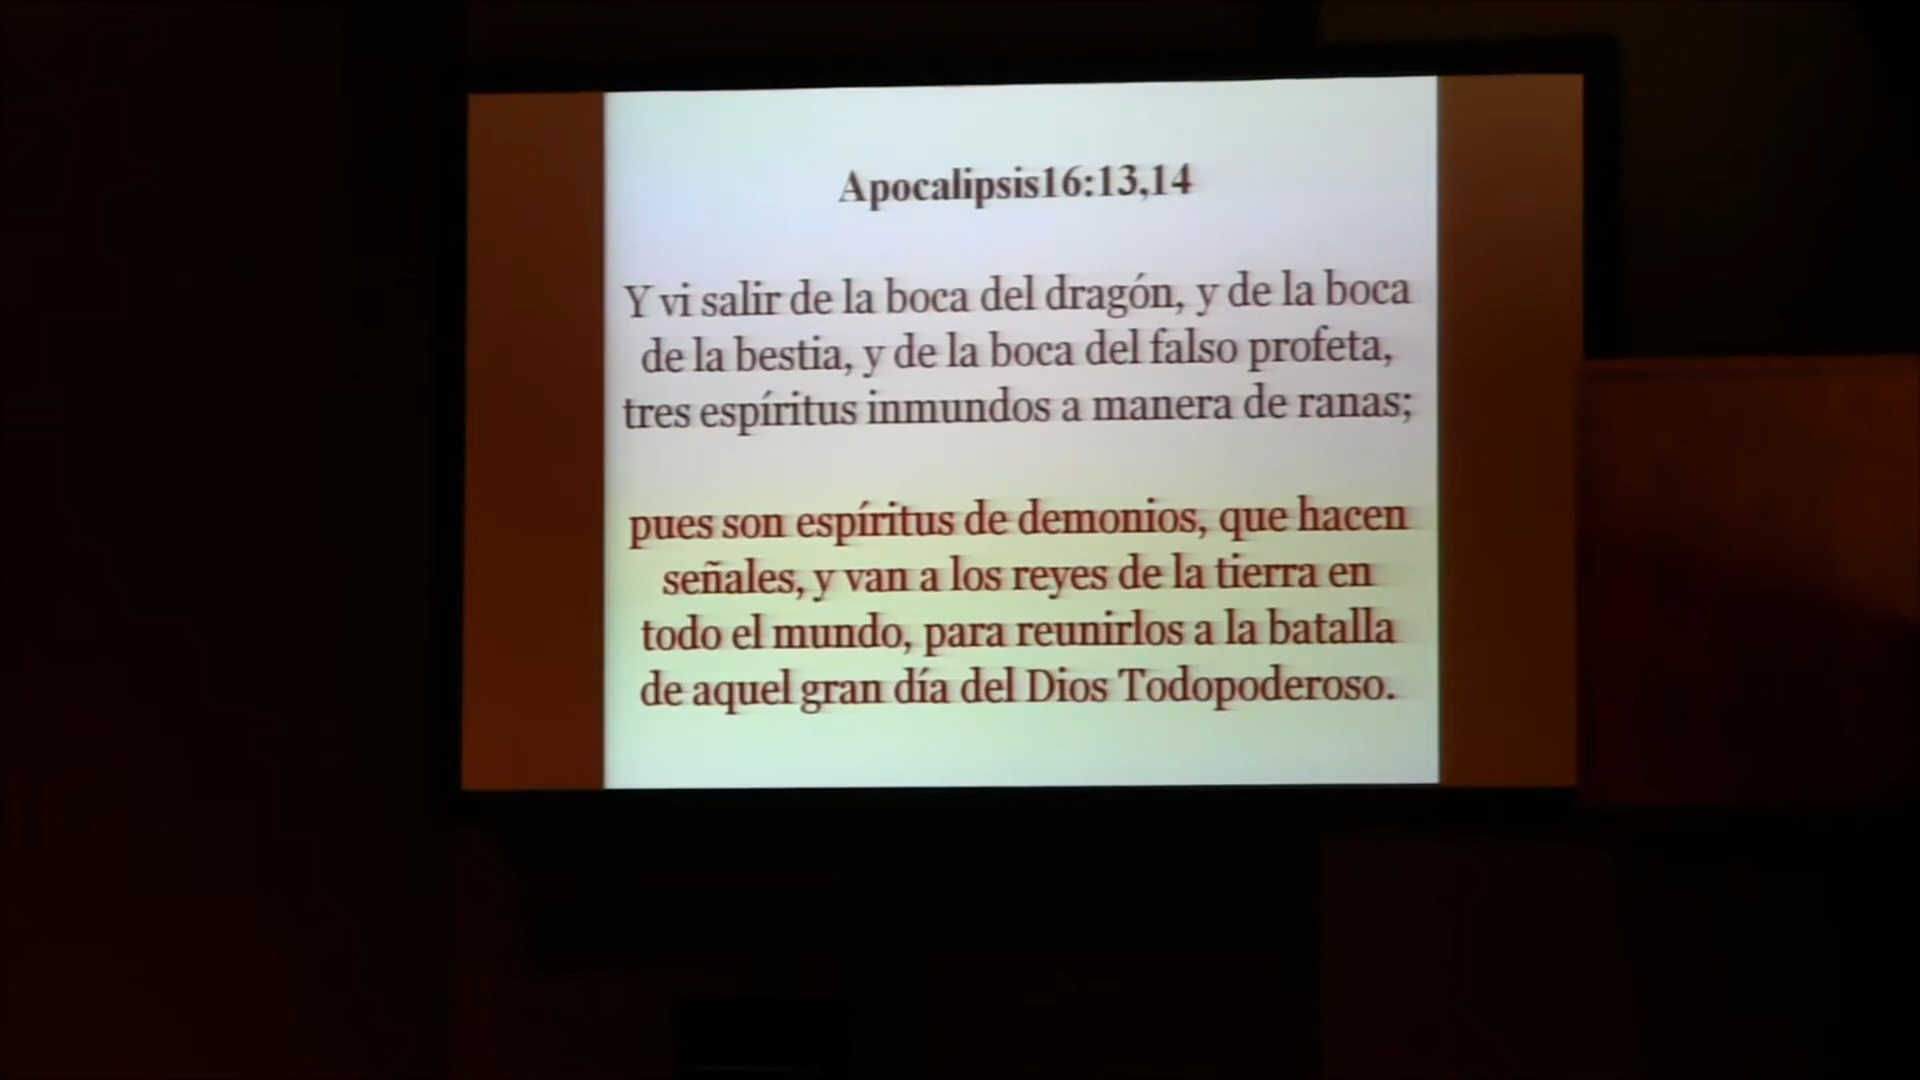 Apocalipsis16:13,14
Y vi salir de la boca del dragón, y de la boca
de la bestia, y de la boca del falso profeta,
tres espíritus inmundos a manera de ranas;
pues son espíritus de demonios, que hacen
señales, y van a los reyes de la tierra en
todo el mundo, para reunirlos a la batalla
de aquel gran día del Dios Todopoderoso.